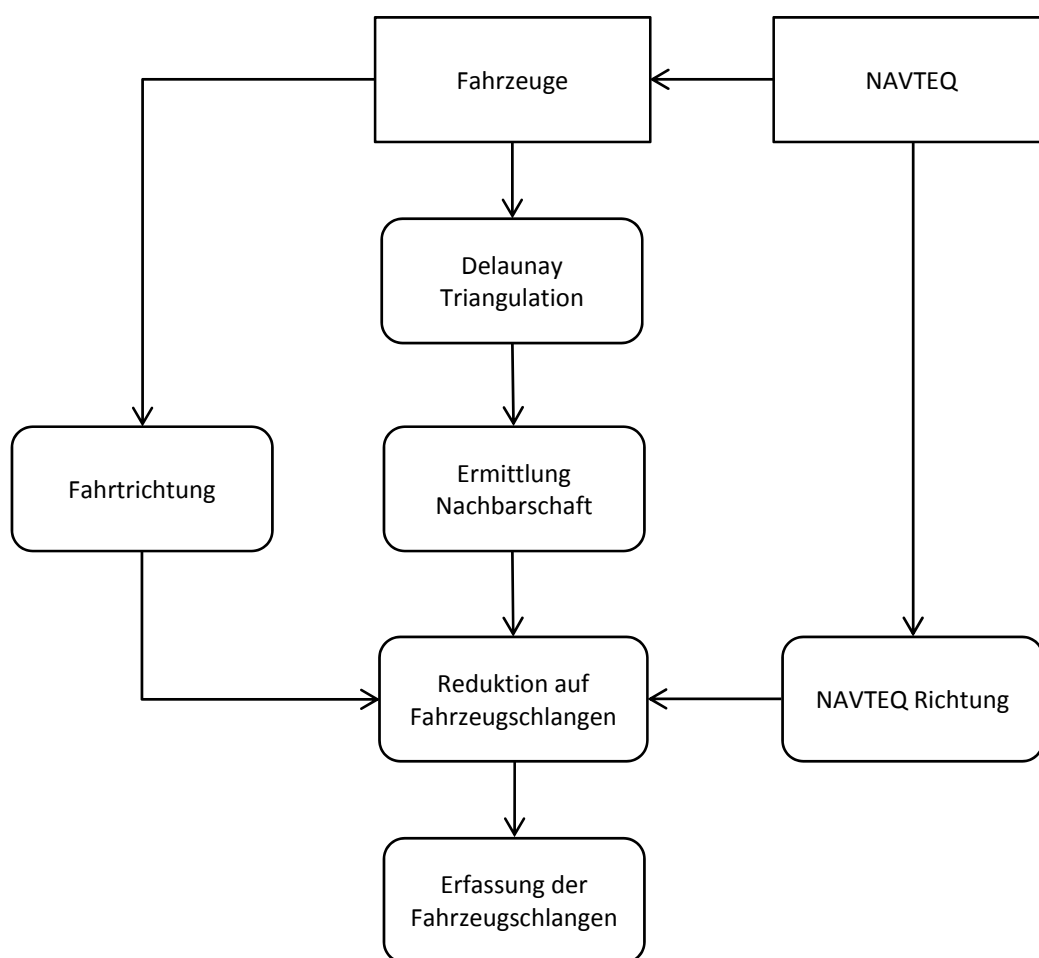 Fahrzeuge
NAVTEQ
Delaunay
Triangulation
Fahrtrichtung
Ermittlung
Nachbarschaft
Reduktion auf
Fahrzeugschlangen
NAVTEQ Richtung
Erfassung der
Fahrzeugschlangen